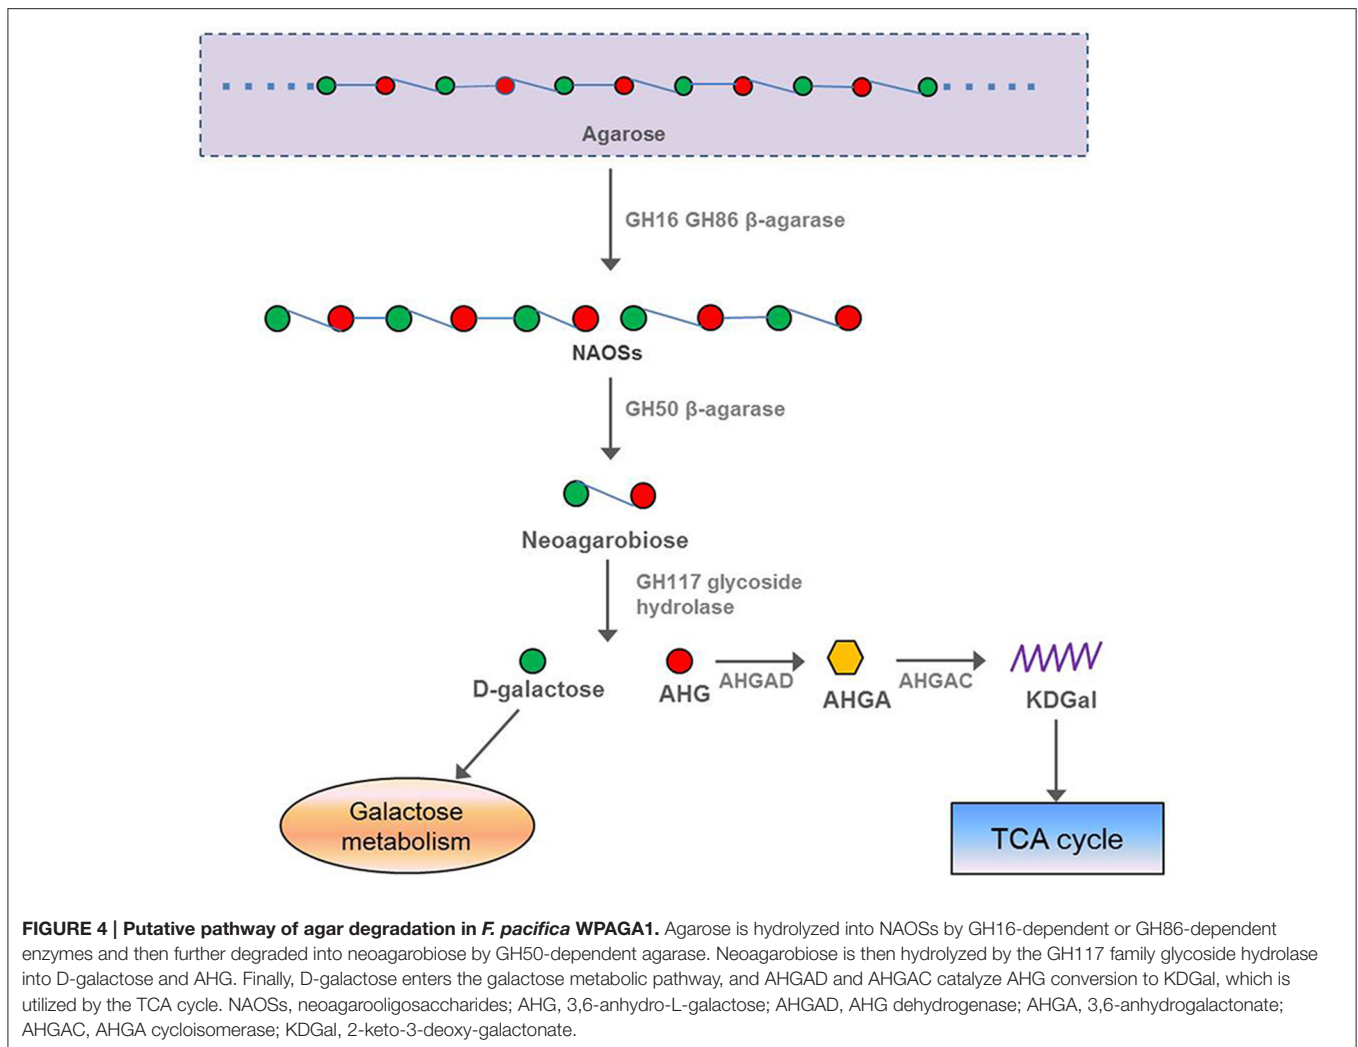 Agarose
GH16 GH86 β-agarase
NAOSs
GH50 β-agarase
Neoagarobiose
GH117 glycoside
hydrolase
D-galactose
AHG
AHGAD
AHGA
AHGAC
KDGal
Galactose
metabolism
TCA cycle
FIGURE 4 | Putative pathway of agar degradation in F. pacifica WPAGA1. Agarose is hydrolyzed into NAOSs by GH16-dependent or GH86-dependent
enzymes and then further degraded into neoagarobiose by GH50-dependent agarase. Neoagarobiose is then hydrolyzed by the GH117 family glycoside hydrolase
into D-galactose and AHG. Finally, D-galactose enters the galactose metabolic pathway, and AHGAD and AHGAC catalyze AHG conversion to KDGal, which is
utilized by the TCA cycle. NAOSs, neoagarooligosaccharides; AHG, 3,6-anhydro-L-galactose; AHGAD, AHG dehydrogenase; AHGA, 3,6-anhydrogalactonate;
AHGAC, AHGA cycloisomerase; KDGal, 2-keto-3-deoxy-galactonate.